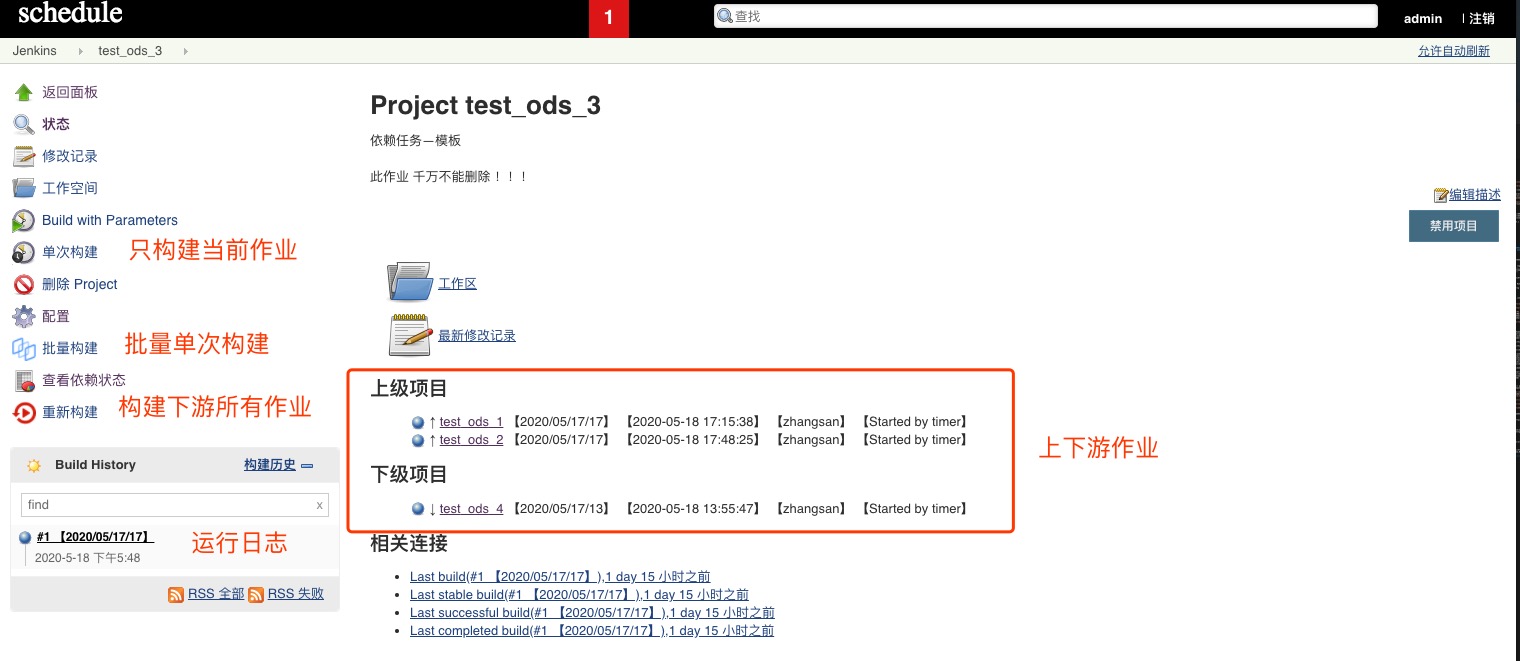 schedule
1
查找
admin
| 注销
Jenkins
test_ods_3
允许自动刷新
返回面板
状态
修改记录
工作空间
Build with Parameters
单次构建
只构建当前作业
删除 Project
配置
批量构建
批量单次构建
查看依赖状态
重新构建
构建下游所有作业
Build History
构建历史
find
x
#1 【2020/05/17/17】
2020-5-18 下午5:48
运行日志
RSS 全部
RSS 失败
Project test_ods_3
依赖任务—模板
此作业 千万不能删除！！！
编辑描述
禁用项目
工作区
最新修改记录
上级项目
↑ test_ods_1 【2020/05/17/17】 【2020-05-18 17:15:38】 【zhangsan】 【Started by timer】
↑ test_ods_2 【2020/05/17/17】 【2020-05-18 17:48:25】 【zhangsan】 【Started by timer】
下级项目
↓ test_ods_4 【2020/05/17/13】 【2020-05-18 13:55:47】 【zhangsan】 【Started by timer】
上下游作业
相关连接
Last build(#1 【2020/05/17/17】),1 day 15 小时之前
Last stable build(#1 【2020/05/17/17】),1 day 15 小时之前
Last successful build(#1 【2020/05/17/17】),1 day 15 小时之前
Last completed build(#1 【2020/05/17/17】),1 day 15 小时之前